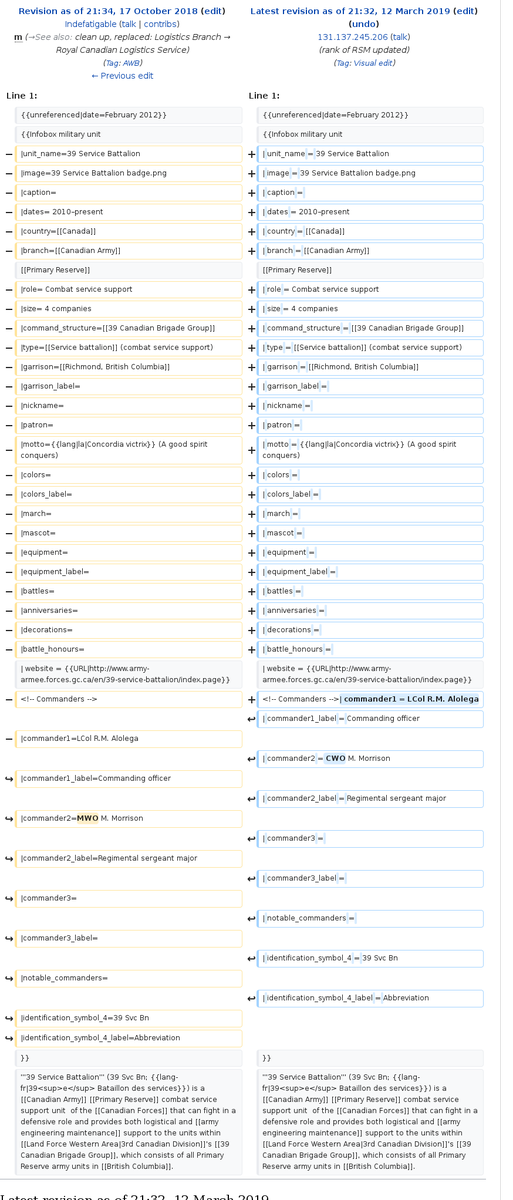 Revision as of 21:34, 17 October 2018 (edit)
Indefatigable (talk | contribs)
m (→See also: clean up, replaced: Logistics Branch →
Royal Canadian Logistics Service)
(Tag: AWB)
← Previous edit
Latest revision as of 21:32, 12 March 2019 (edit)
(undo)
131.137.245.206 (talk)
(rank of RSM updated)
(Tag: Visual edit)
Line 1:
Line 1:
{{unreferenced|date=February 2012}}
{{unreferenced|date=February 2012}}
{{Infobox military unit
{{Infobox military unit
− |unit_name=39 Service Battalion
+ | unit_name = 39 Service Battalion
− |image=39 Service Battalion badge.png
+ | image = 39 Service Battalion badge.png
− |caption=
+ | caption =
− |dates= 2010–present
+ | dates = 2010–present
− |country=[[Canada]]
+ | country = [[Canada]]
− |branch=[[Canadian Army]]
+ | branch = [[Canadian Army]]
[[Primary Reserve]]
[[Primary Reserve]]
− |role= Combat service support
+ | role = Combat service support
− |size= 4 companies
+ | size = 4 companies
− |command_structure=[[39 Canadian Brigade Group]]
+ | command_structure = [[39 Canadian Brigade Group]]
− |type=[[Service battalion]] (combat service support)
+ | type = [[Service battalion]] (combat service support)
− |garrison=[[Richmond, British Columbia]]
+ | garrison = [[Richmond, British Columbia]]
− |garrison_label=
+ | garrison_label =
− |nickname=
+ | nickname =
− |patron=
+ | patron =
− |motto={{lang|la|Concordia victrix}} (A good spirit
conquers)
+ | motto = {{lang|la|Concordia victrix}} (A good spirit
conquers)
− |colors=
+ | colors =
− |colors_label=
+ | colors_label =
− |march=
+ | march =
− |mascot=
+ | mascot =
− |equipment=
+ | equipment =
− |equipment_label=
+ | equipment_label =
− |battles=
+ | battles =
− |anniversaries=
+ | anniversaries =
− |decorations=
+ | decorations =
− |battle_honours=
+ | battle_honours =
| website = {{URL|http://www.army-
armee.forces.gc.ca/en/39-service-battalion/index.page}}
| website = {{URL|http://www.army-
armee.forces.gc.ca/en/39-service-battalion/index.page}}
− <!-- Commanders -->
+ <!-- Commanders -->| commander1 = LCol R.M. Alolega
↩ | commander1_label = Commanding officer
− |commander1=LCol R.M. Alolega
↩ | commander2 = CWO M. Morrison
↪ |commander1_label=Commanding officer
↩ | commander2_label = Regimental sergeant major
↪ |commander2=MWO M. Morrison
↩ | commander3 =
↪ |commander2_label=Regimental sergeant major
↩ | commander3_label =
↪ |commander3=
↩ | notable_commanders =
↪ |commander3_label=
↩ | identification_symbol_4 = 39 Svc Bn
↪ |notable_commanders=
↩ | identification_symbol_4_label = Abbreviation
↪ |identification_symbol_4=39 Svc Bn
↪ |identification_symbol_4_label=Abbreviation
}}
}}
'''39 Service Battalion''' (39 Svc Bn; {{lang-
fr|39<sup>e</sup> Bataillon des services}}) is a
[[Canadian Army]] [[Primary Reserve]] combat service
support unit of the [[Canadian Forces]] that can fight in a
defensive role and provides both logistical and [[army
engineering maintenance]] support to the units within
[[Land Force Western Area|3rd Canadian Division]]'s [[39
Canadian Brigade Group]], which consists of all Primary
Reserve army units in [[British Columbia]].
'''39 Service Battalion''' (39 Svc Bn; {{lang-
fr|39<sup>e</sup> Bataillon des services}}) is a
[[Canadian Army]] [[Primary Reserve]] combat service
support unit of the [[Canadian Forces]] that can fight in a
defensive role and provides both logistical and [[army
engineering maintenance]] support to the units within
[[Land Force Western Area|3rd Canadian Division]]'s [[39
Canadian Brigade Group]], which consists of all Primary
Reserve army units in [[British Columbia]].
Latest revision as of 21:32, 12 March 2019